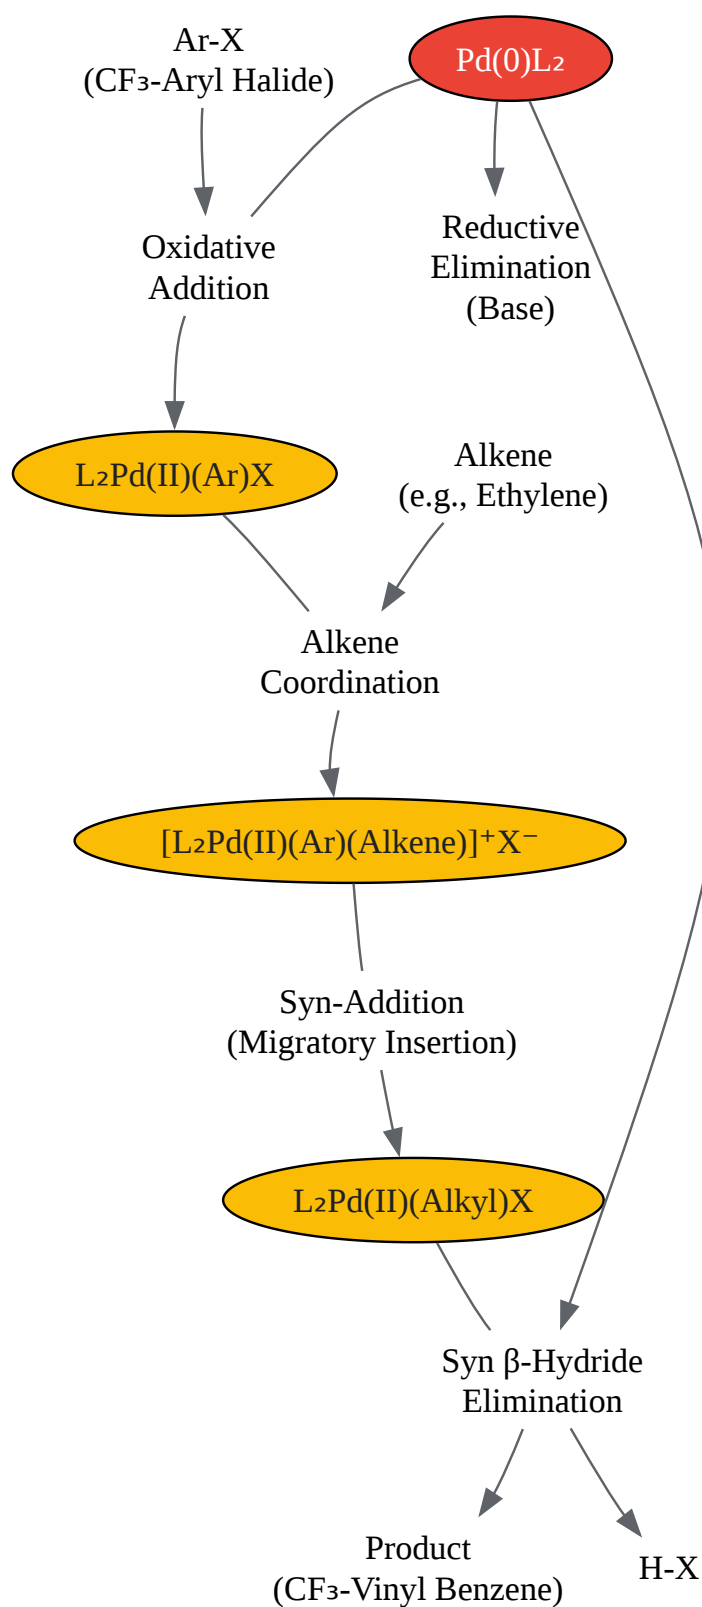 Ar-X
(CF₃-Aryl Halide)
Pd(0)L₂
Oxidative
Addition
Reductive
Elimination
(Base)
L₂Pd(II)(Ar)X
Alkene
(e.g., Ethylene)
Alkene
Coordination
[L₂Pd(II)(Ar)(Alkene)]⁺X⁻
Syn-Addition
(Migratory Insertion)
L₂Pd(II)(Alkyl)X
Syn β-Hydride
Elimination
Product
(CF₃-Vinyl Benzene)
H-X